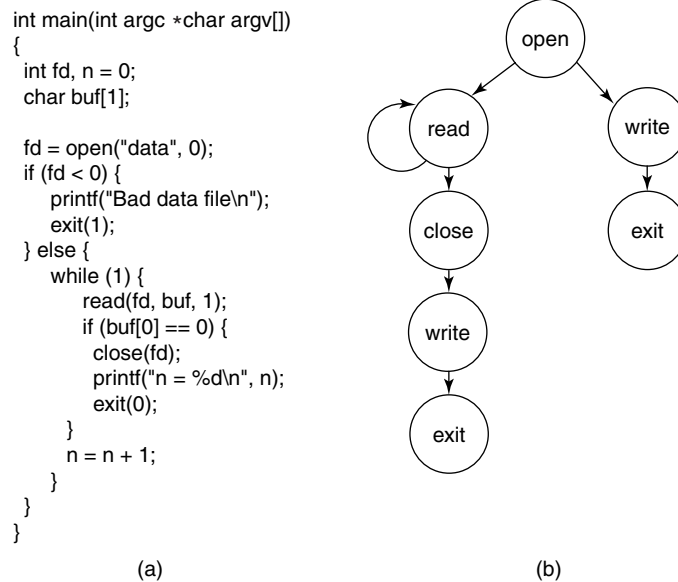 int main(int argc *char argv[])
{
int fd, n = 0;
char buf[1];
fd = open("data", 0);
if (fd < 0) {
printf("Bad data file\n");
exit(1);
} else {
while (1) {
read(fd, buf, 1);
if (buf[0] == 0) {
close(fd);
printf("n = %d\n", n);
exit(0);
}
n = n + 1;
}
}
}
(a)
open
read
write
close
exit
write
exit
(b)